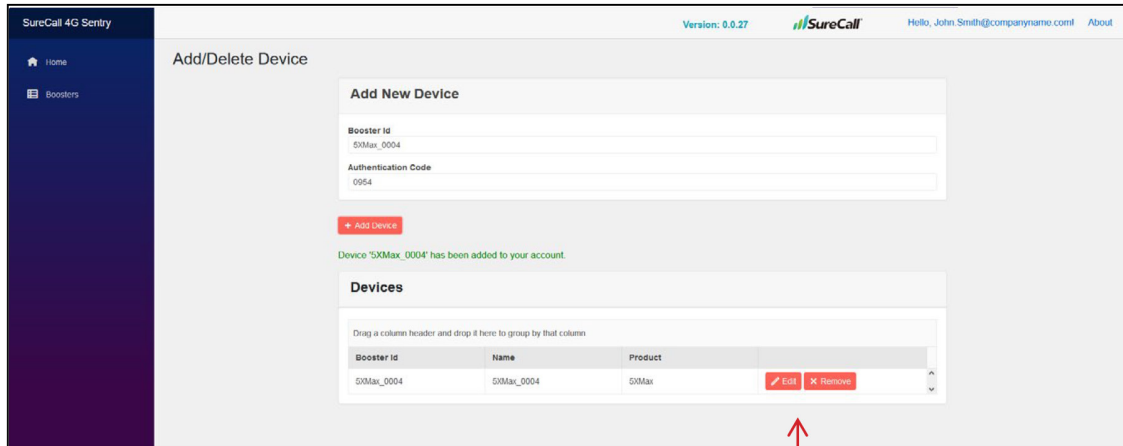 SureCall 4G Sentry
Version: 0.0.27
SureCall
Hello, John.Smith@companyname.com!
About
Home
Boosters
Add/Delete Device
Add New Device
Booster Id
5XMax_0004
Authentication Code
0954
+ Add Device
Device '5XMax_0004' has been added to your account.
Devices
Drag a column header and drop it here to group by that column
Booster Id Name Product
5XMax_0004 5XMax_0004 5XMax Edit Remove